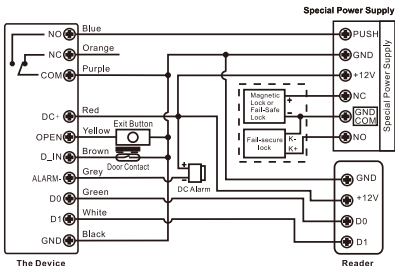 Special Power Supply
NO
Blue
PUSH
NC
Orange
GND
COM
Purple
+12V
Magnetic
Lock or
Fail-Safe
Lock
+
-
NC
GND
COM
Special Power Supply
DC+
Red
Exit Button
OPEN
Yellow
Fail-secure
lock
K-
K+
NO
D_IN
Brown
Door Contact
+
-
ALARM-
Grey
DC Alarm
GND
D0
Green
+12V
D1
White
D0
GND
Black
D1
The Device
Reader